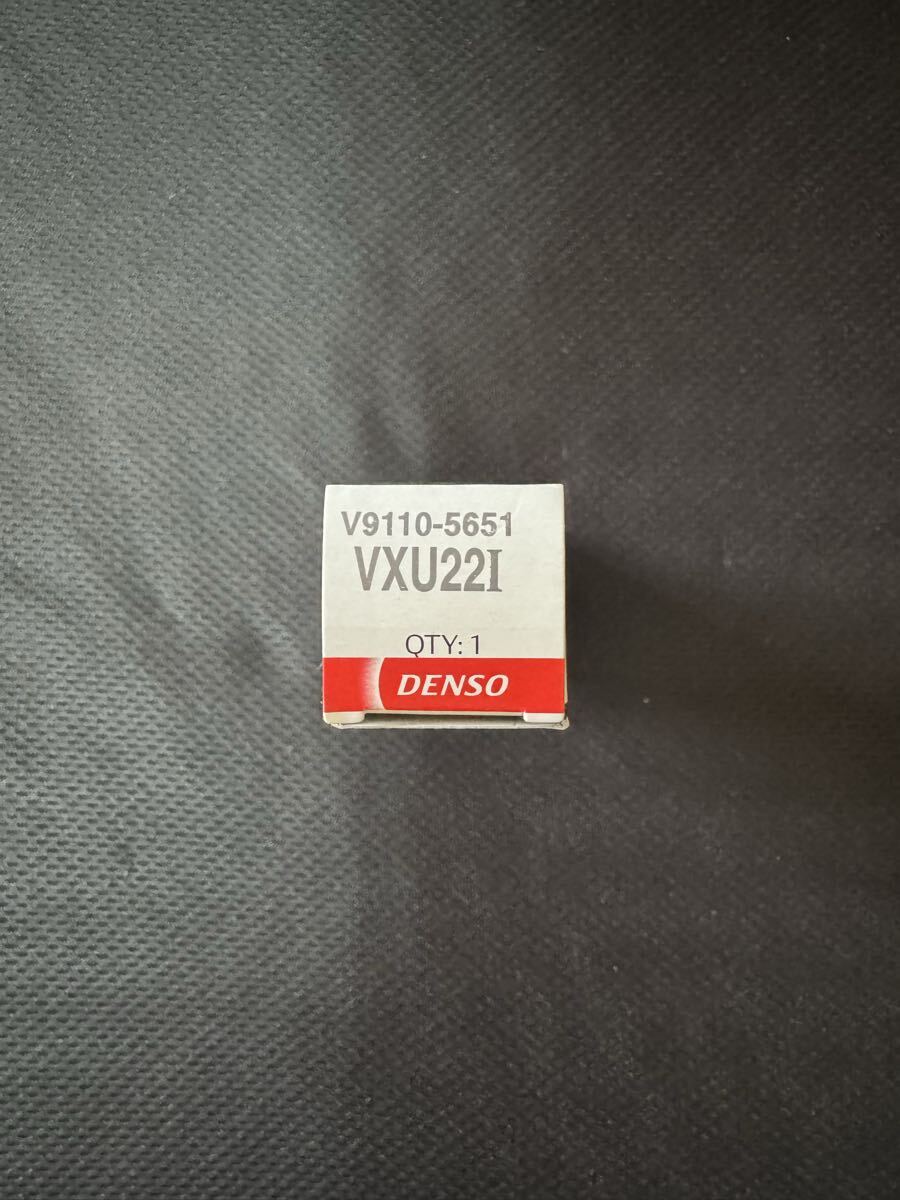 V9110-5651
VXU22I
QTY: 1
DENSO